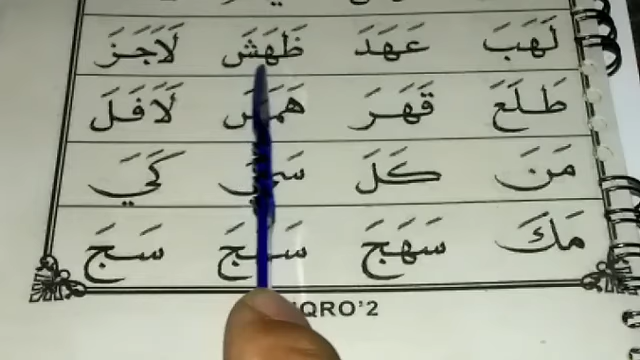 لَهَبَ عَهَدَ ظَهَشَ لَاجَزَ
طَلَعَ قَهَرَ لَافَلَ
مَنَ كَلَ كَيَ
مَكَ سَهَجَ سَجَ
IQRO'2